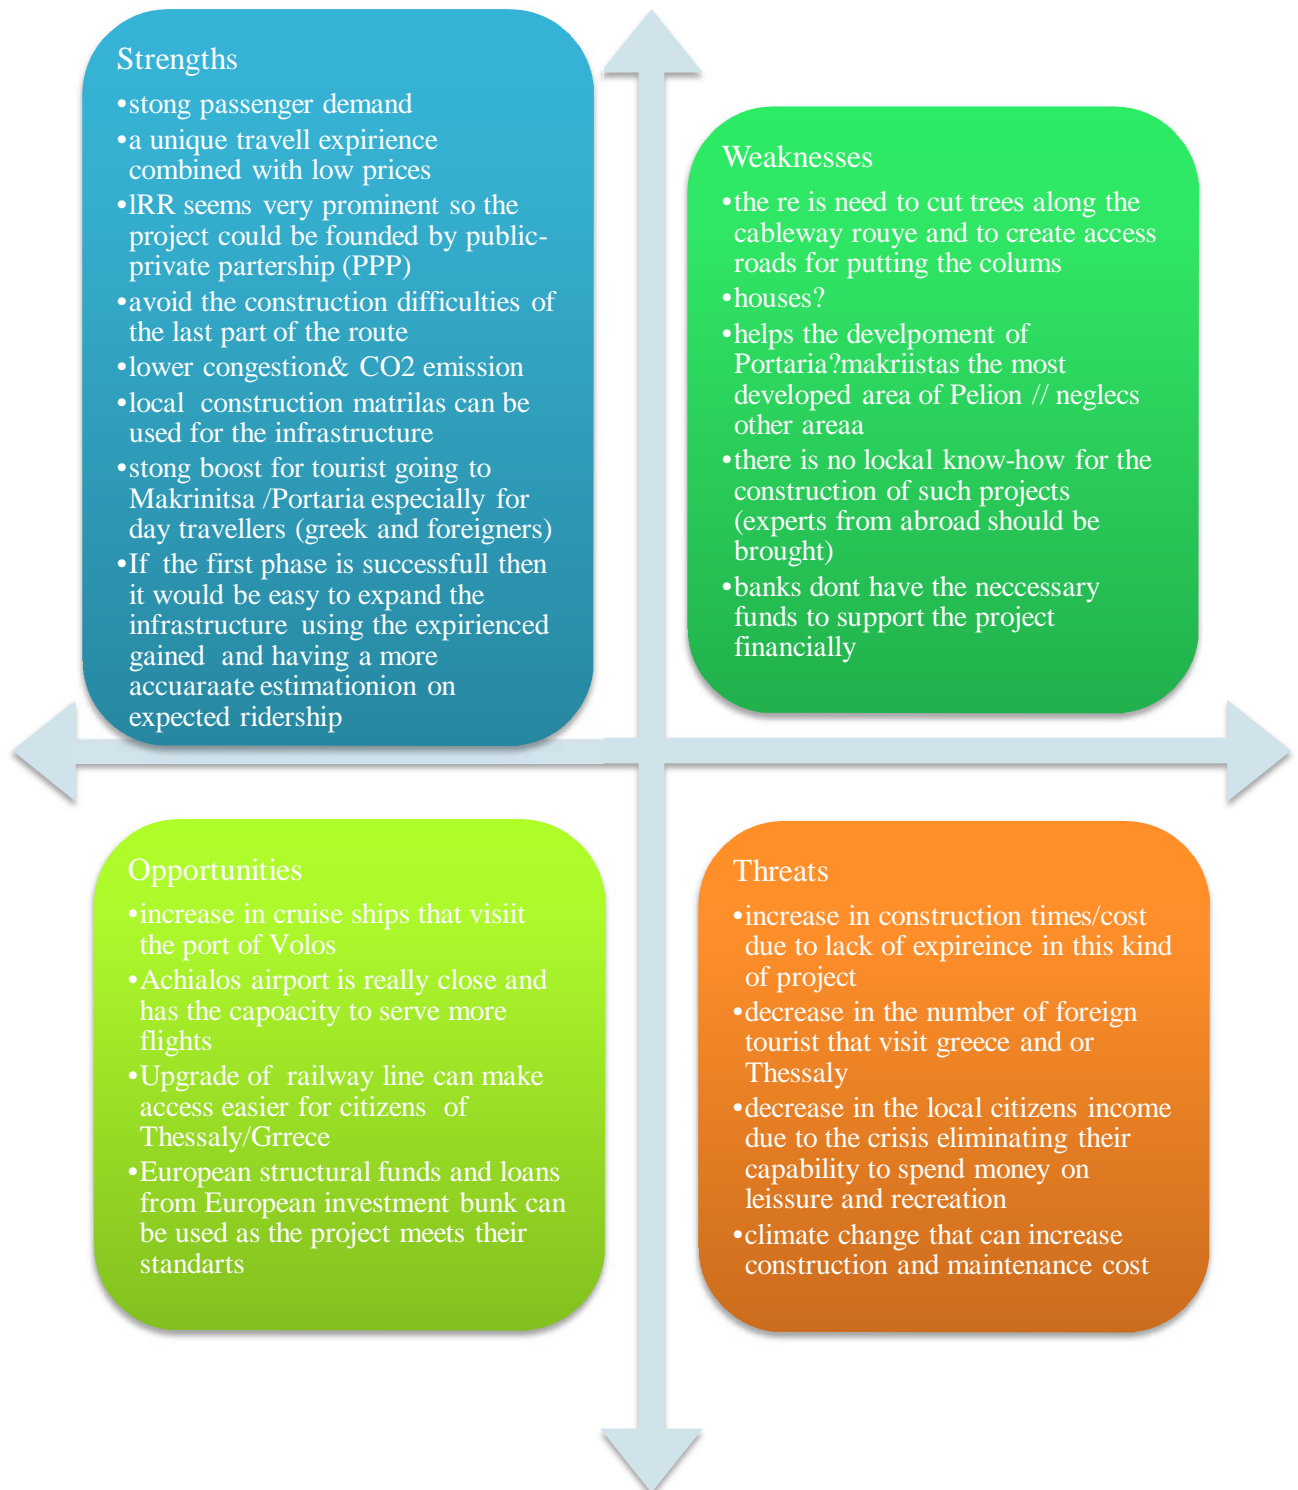 Strengths
•stong passenger demand
•a unique travell expirience
combined with low prices
•lRR seems very prominent so the
project could be founded by public-
private partership (PPP)
•avoid the construction difficulties of
the last part of the route
•lower congestion& CO2 emission
•local construction matrilas can be
used for the infrastructure
•stong boost for tourist going to
Makrinitsa /Portaria especially for
day travellers (greek and foreigners)
•If the first phase is successfull then
it would be easy to expand the
infrastructure using the expirienced
gained and having a more
accuaraate estimationion on
expected ridership
Weaknesses
•the re is need to cut trees along the
cableway rouye and to create access
roads for putting the colums
•houses?
•helps the develpoment of
Portaria?makriistas the most
developed area of Pelion // neglecs
other areaa
•there is no lockal know-how for the
construction of such projects
(experts from abroad should be
brought)
•banks dont have the neccessary
funds to support the project
financially
Opportunities
•increase in cruise ships that visiit
the port of Volos
•Achialos airport is really close and
has the capoacity to serve more
flights
•Upgrade of railway line can make
access easier for citizens of
Thessaly/Grrece
•European structural funds and loans
from European investment bunk can
be used as the project meets their
standarts
Threats
•increase in construction times/cost
due to lack of expireince in this kind
of project
•decrease in the number of foreign
tourist that visit greece and or
Thessaly
•decrease in the local citizens income
due to the crisis eliminating their
capability to spend money on
leissure and recreation
•climate change that can increase
construction and maintenance cost